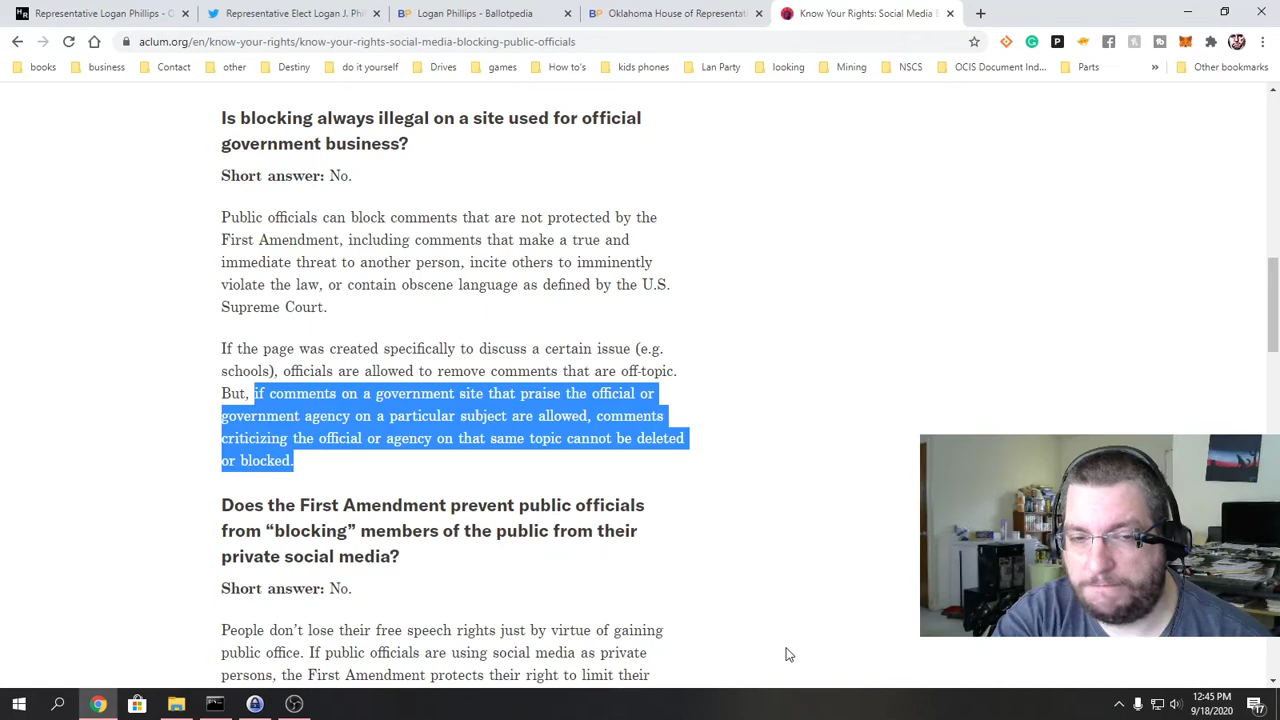 Representative Logan Phillips - O
Representative Elect Logan J. Phi
Logan Phillips - Ballotpedia
Oklahoma House of Representati
Know Your Rights: Social Media B
aclum.org/en/know-your-rights/know-your-rights-social-media-blocking-public-officials
books business Contact other Destiny do it yourself Drives games How to's kids phones Lan Party looking Mining NSCS OCIS Document Ind... Parts » Other bookmarks
Is blocking always illegal on a site used for official
government business?
Short answer: No.
Public officials can block comments that are not protected by the
First Amendment, including comments that make a true and
immediate threat to another person, incite others to imminently
violate the law, or contain obscene language as defined by the U.S.
Supreme Court.
If the page was created specifically to discuss a certain issue (e.g.
schools), officials are allowed to remove comments that are off-topic.
But, if comments on a government site that praise the official or
government agency on a particular subject are allowed, comments
criticizing the official or agency on that same topic cannot be deleted
or blocked.
Does the First Amendment prevent public officials
from “blocking” members of the public from their
private social media?
Short answer: No.
People don’t lose their free speech rights just by virtue of gaining
public office. If public officials are using social media as private
persons, the First Amendment protects their right to limit their
12:45 PM
9/18/2020
17